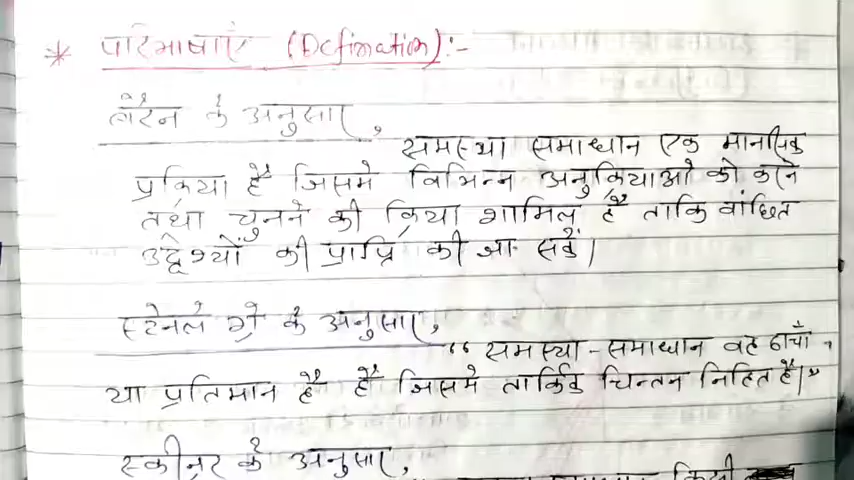 * परिभाषाएँ (Defination):-
बैरेन के अनुसार,
समस्या समाधान एक मानसिक
प्रक्रिया है जिसमे विभिन्न अनुक्रियाओ को करने
तथा चुनने की क्रिया शामिल है ताकि वांछित
उद्देश्यों की प्राप्ति की जा सकें।
स्टेनले ग्रे के अनुसार,
“ समस्या-समाधान वह ढाचाँ
या प्रतिमान है है जिसमे तार्किक चिन्तन निहित है।”
स्कीनर के अनुसार,
किसी